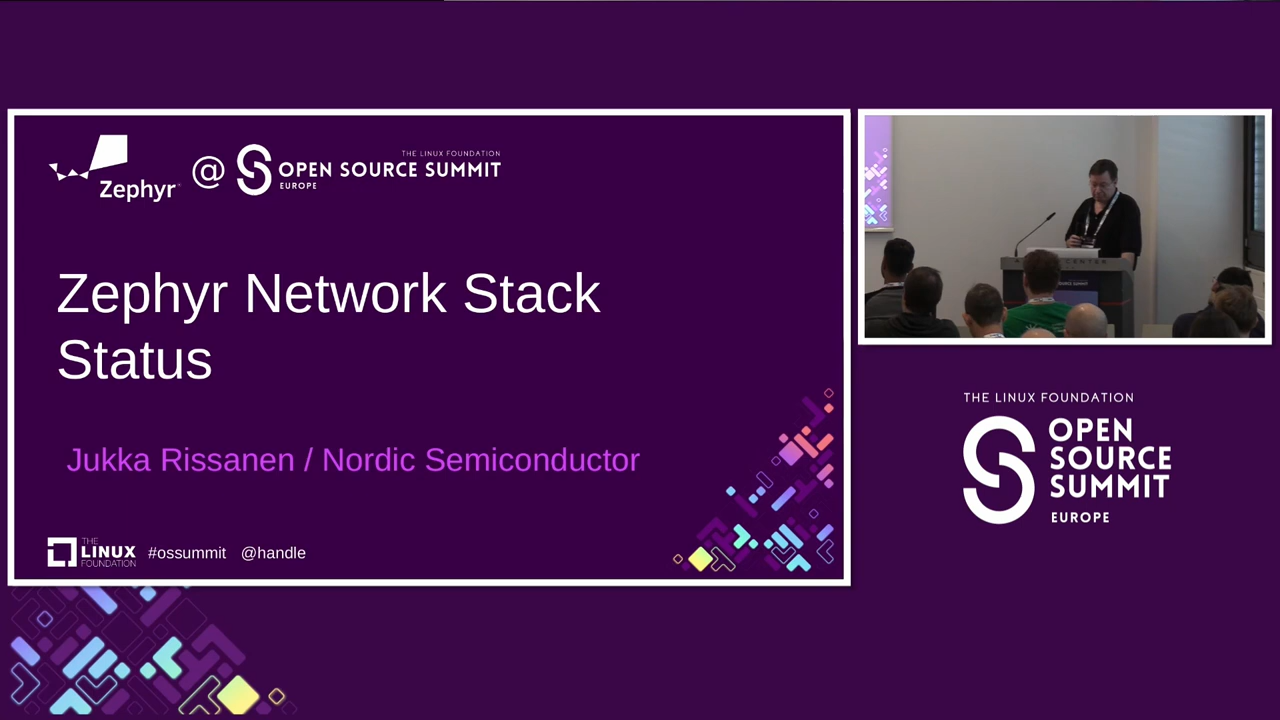 Zephyr
@
THE LINUX FOUNDATION
OPEN SOURCE SUMMIT
EUROPE
Zephyr Network Stack
Status
Jukka Rissanen / Nordic Semiconductor
THE
LINUX
FOUNDATION
#ossummit @handle
THE LINUX FOUNDATION
OPEN
SOURCE
SUMMIT
EUROPE